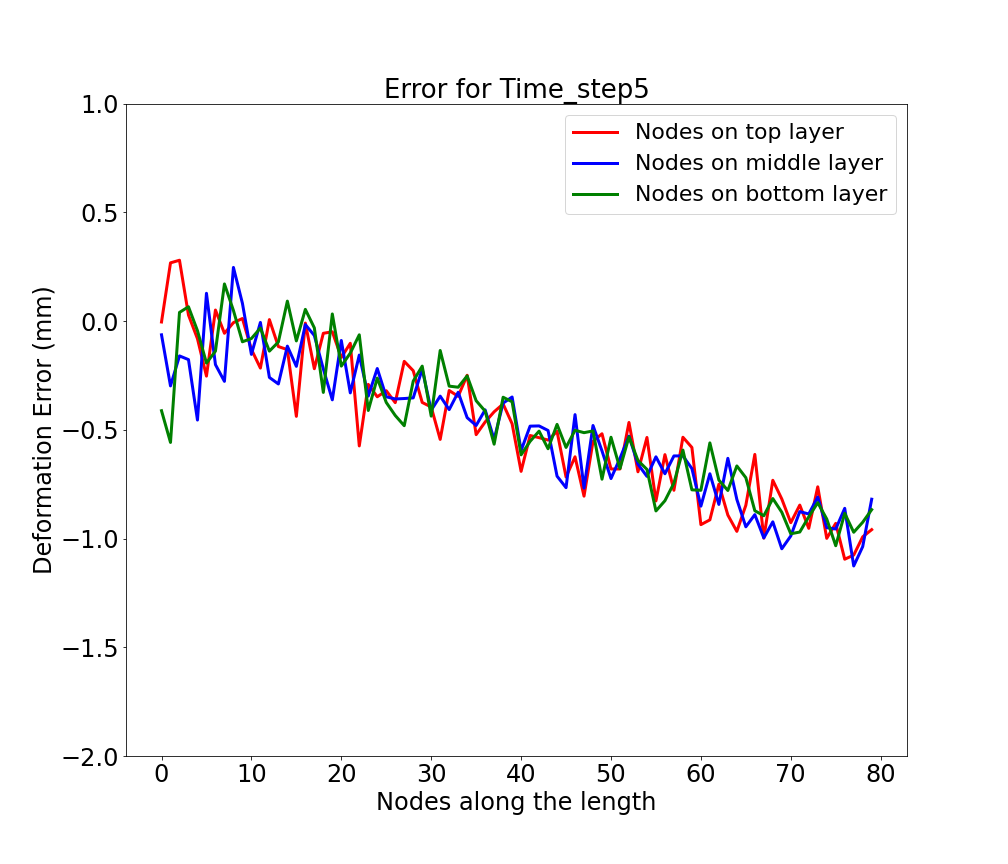 Error for Time_step5
Nodes on top layer
Nodes on middle layer
Nodes on bottom layer
Deformation Error (mm)
1.0
0.5
0.0
−0.5
−1.0
−1.5
−2.0
0 10 20 30 40 50 60 70 80
Nodes along the length